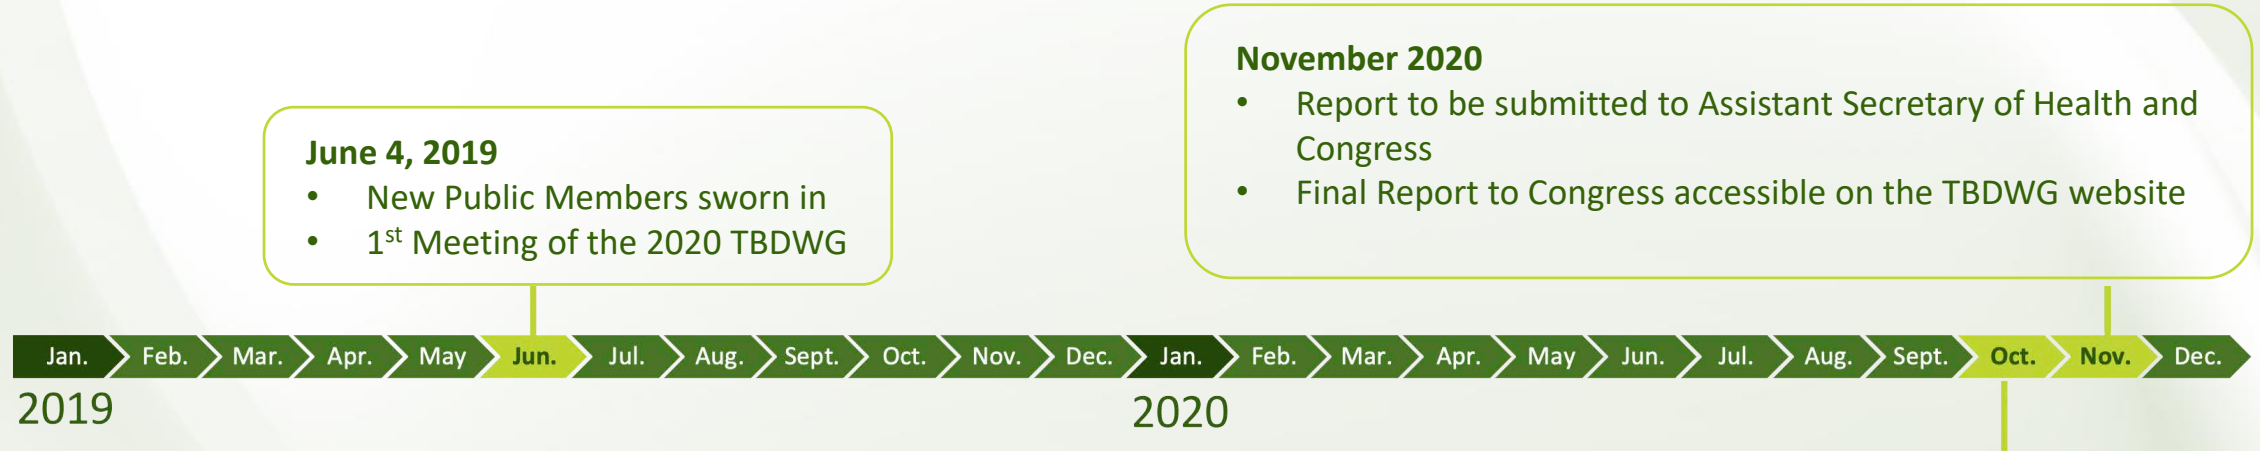 June 4, 2019
• New Public Members sworn in
• 1st Meeting of the 2020 TBDWG
November 2020
• Report to be submitted to Assistant Secretary of Health and
Congress
• Final Report to Congress accessible on the TBDWG website
Jan. Feb. Mar. Apr. May Jun. Jul. Aug. Sept. Oct. Nov. Dec. Jan. Feb. Mar. Apr. May Jun. Jul. Aug. Sept. Oct. Nov. Dec.
2019 2020